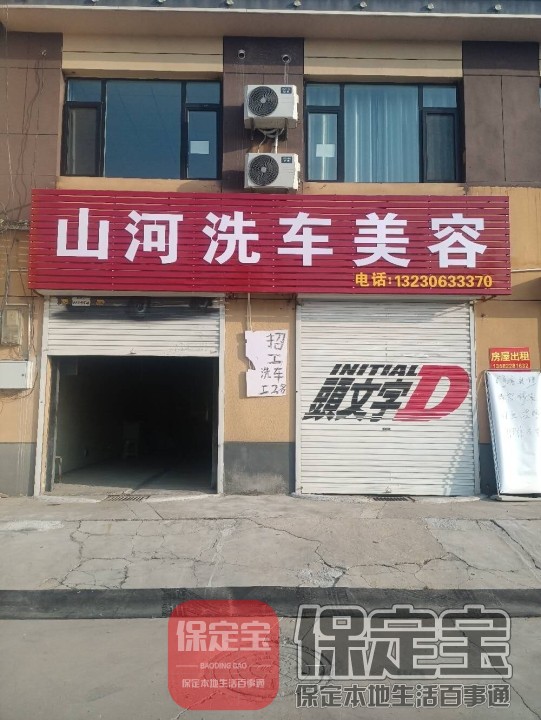 山河洗车美容
电话:13230633370
招
工
洗车
工2名
INITIAL
頭文字D
房屋出租
保定宝
BAODING BAO
保定本地生活百事通
保定宝
保定本地生活百事通